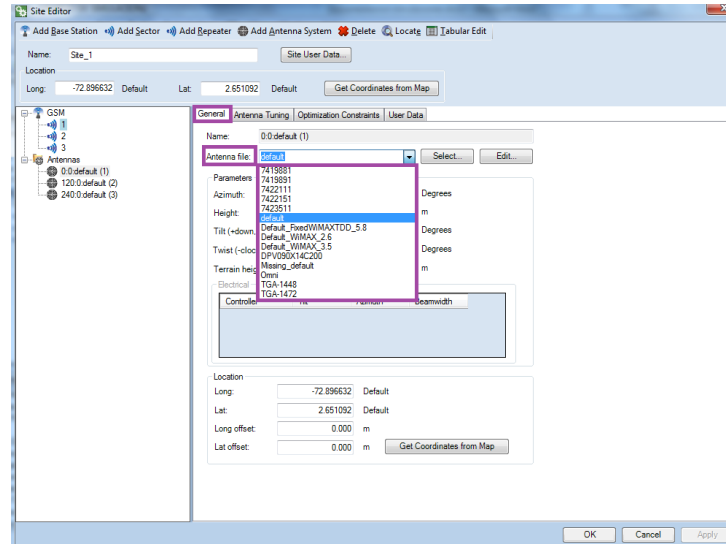 Site Editor
Add Base Station Add Sector Add Repeater Add Antenna System Delete Locate Tabular Edit
Name: Ste_1 Site User Data...
Location
Long: -72.896632 Default Lat: 2.651092 Default Get Coordinates from Map
GSM
1
2
3
Antennas
0:0:default (1)
120:0:default (2)
240:0:default (3)
General Antenna Tuning Optimization Constraints User Data
Name: 0:0:default (1)
Antenna file: default Select... Edit...
Parameters
7419881
7419891
Azimuth: 7422111 Degrees
7422151
Height: 7423511 m
default
Tilt (+down, Default_FixedWiMAXTDD_5.8 Degrees
Default_WiMAX_2.6
Twist (-cloc Default_WiMAX_3.5 Degrees
DPV090X14C200
Terrain heig Missing_default m
Omni
Electrical
TGA-1448
TGA-1472
Controller Tilt Azimuth Beamwidth
Location
Long: -72.896632 Default
Lat: 2.651092 Default
Long offset: 0.000 m
Lat offset: 0.000 m Get Coordinates from Map
OK Cancel Apply